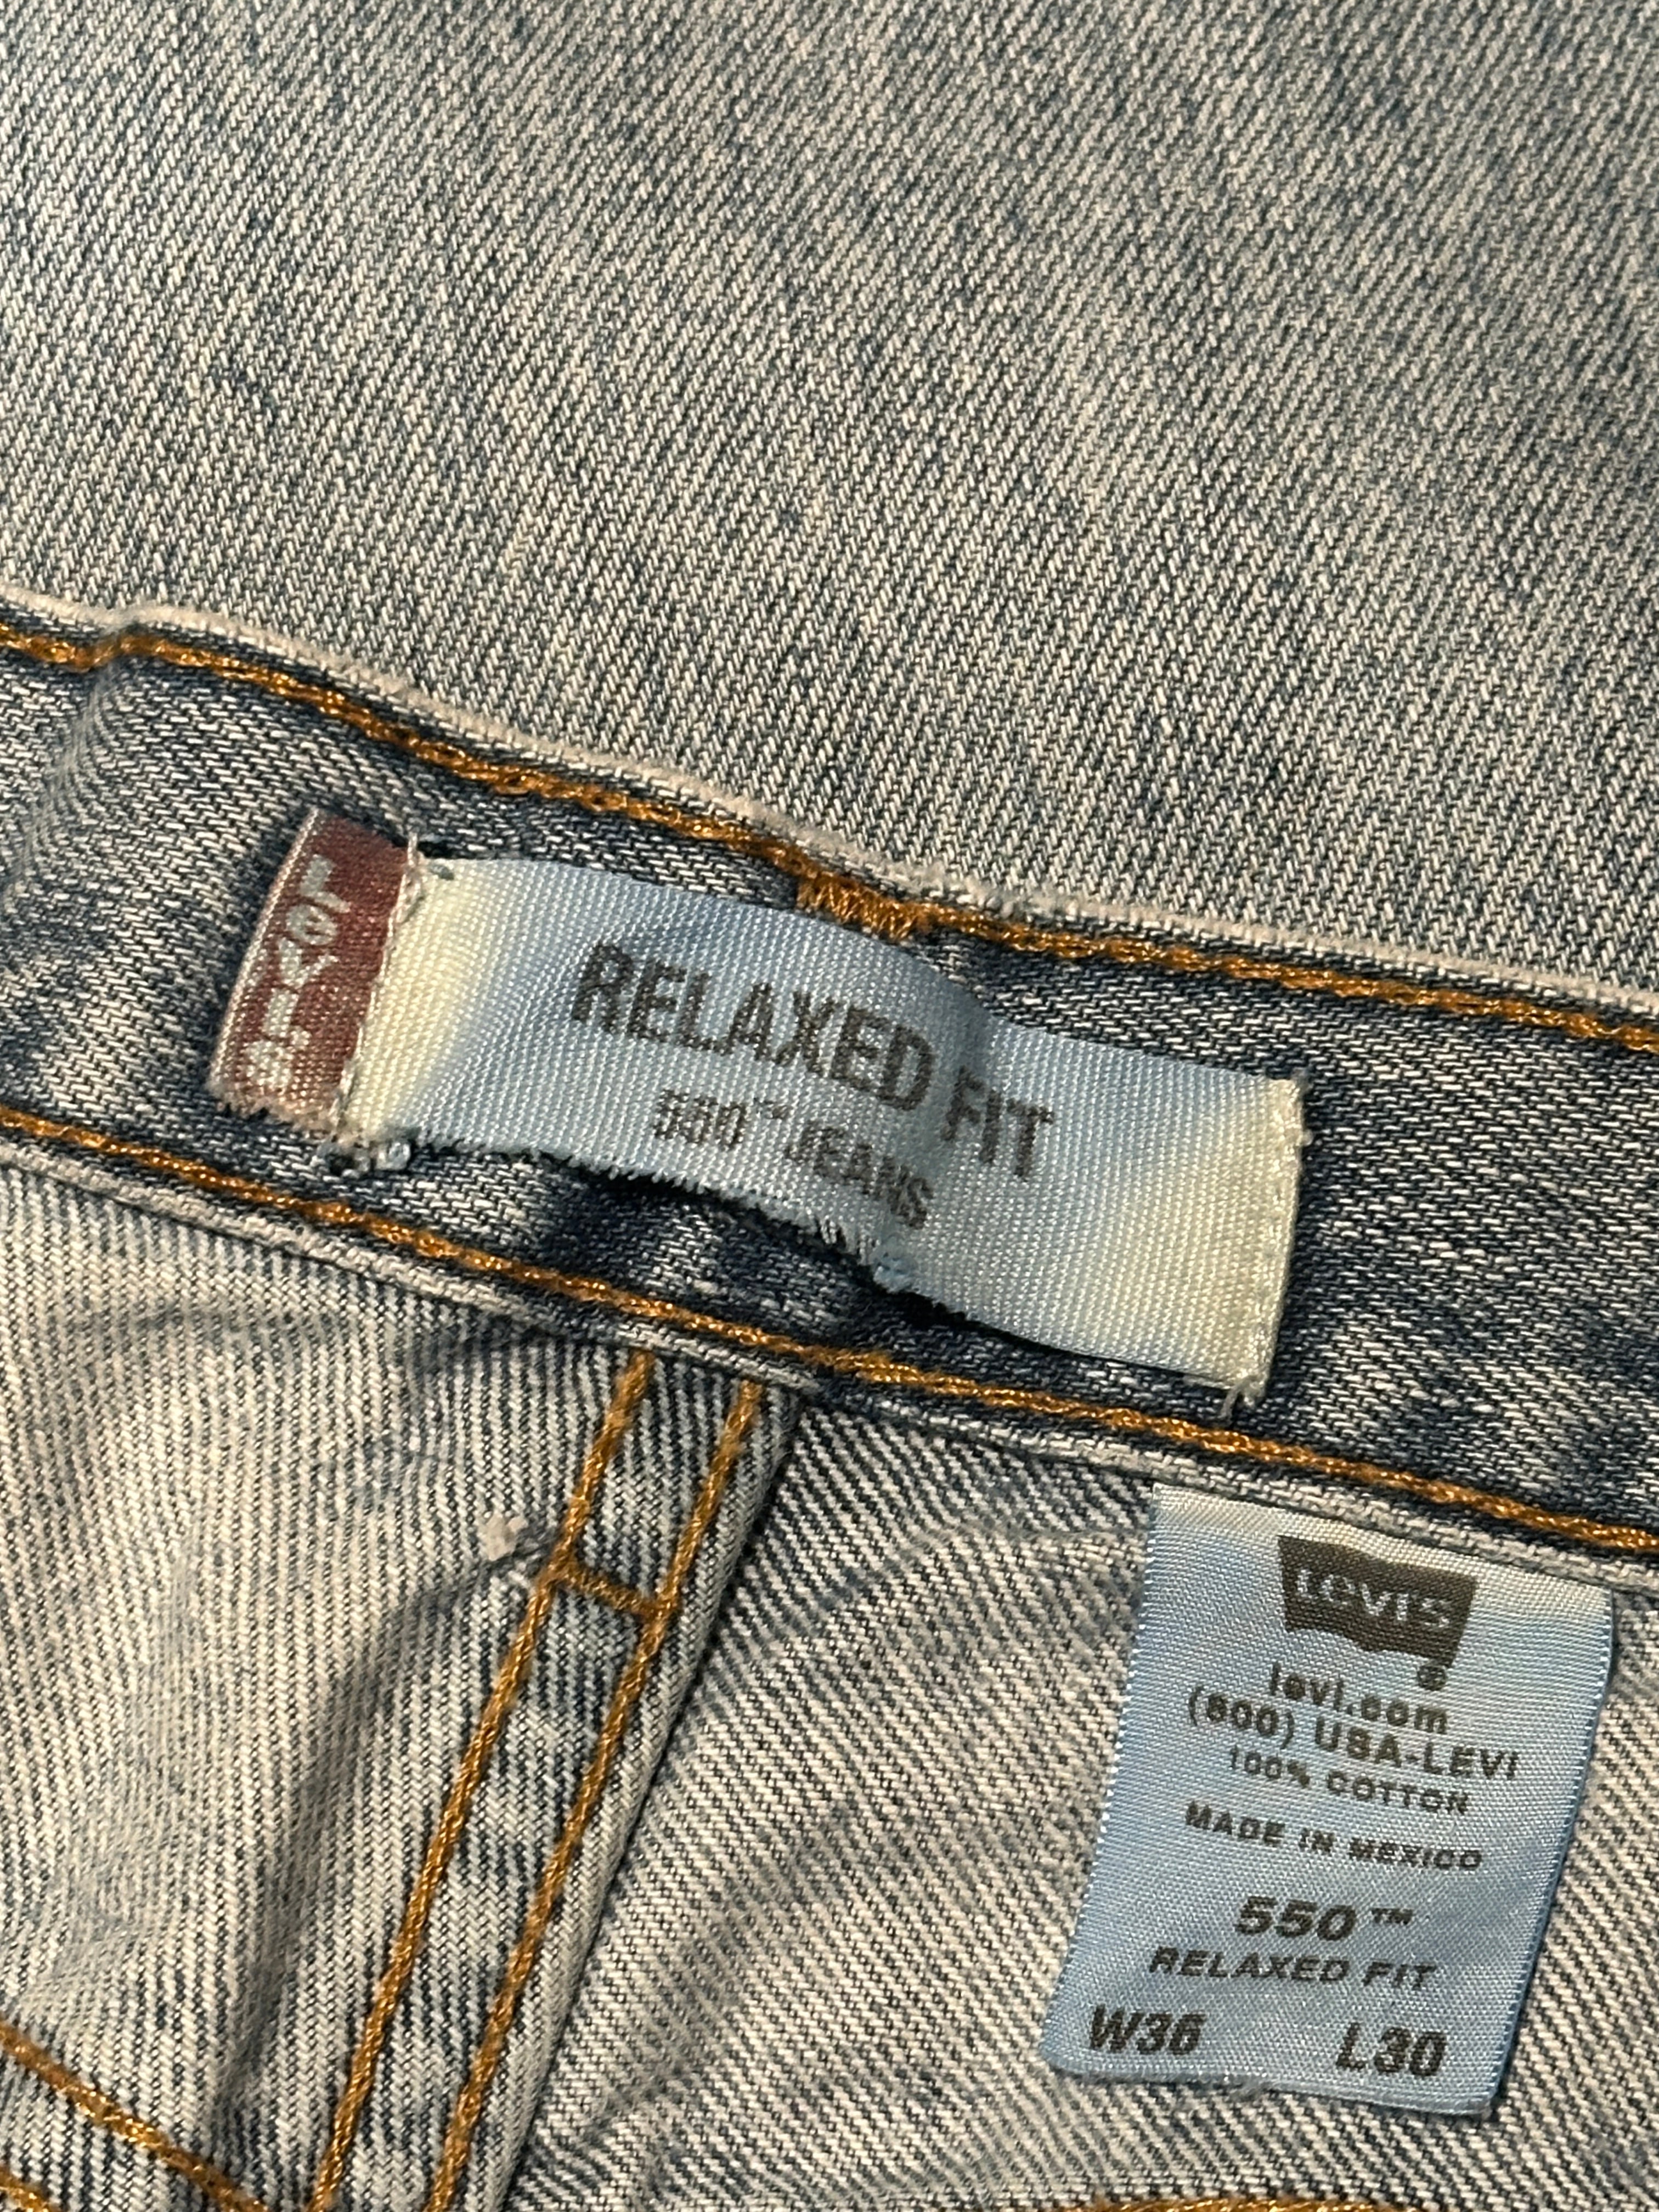 LEVI'S
RELAXED FIT
550™ JEANS
LEVI'S
levi.com
(800) USA-LEVI
100% COTTON
MADE IN MEXICO
550™
RELAXED FIT
W36 L30